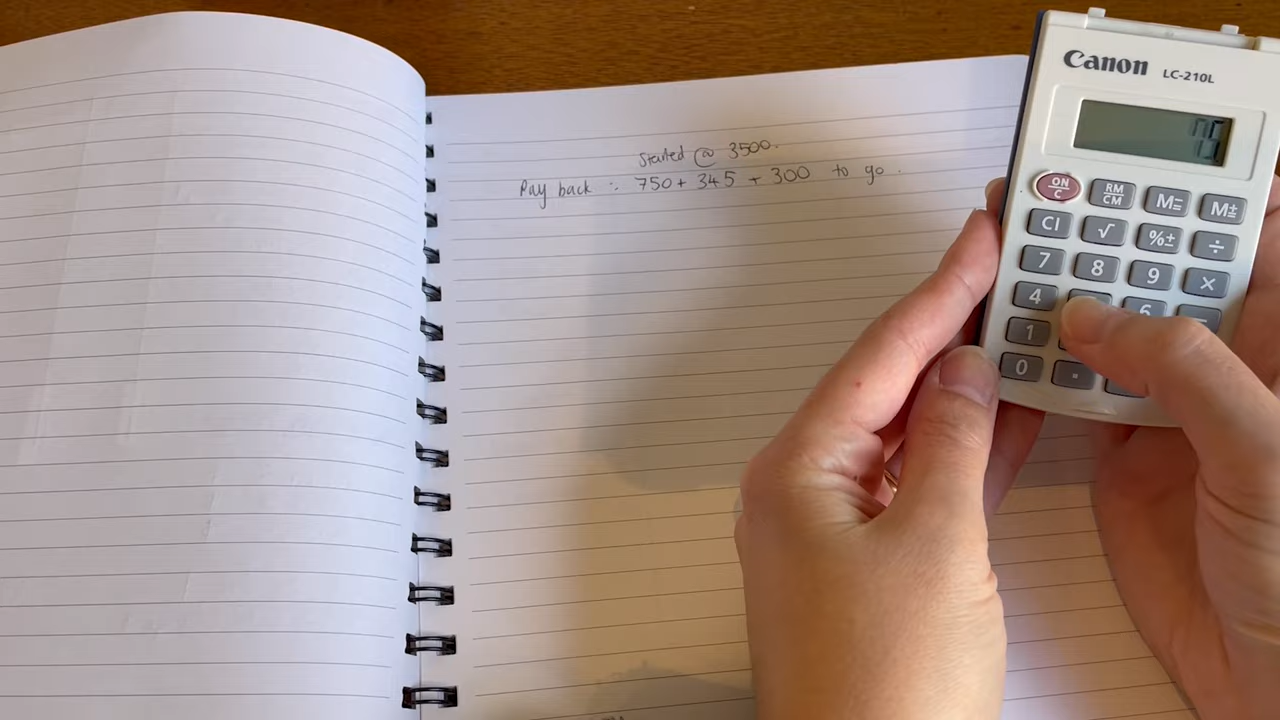 Started @ 3500.
Pay back : 750 + 345 + 300 to go.
Canon LC-210L
75
ON/C RM/CM M= M±
CI √ %± ÷
7 8 9 ×
4 6 −
1
0 .